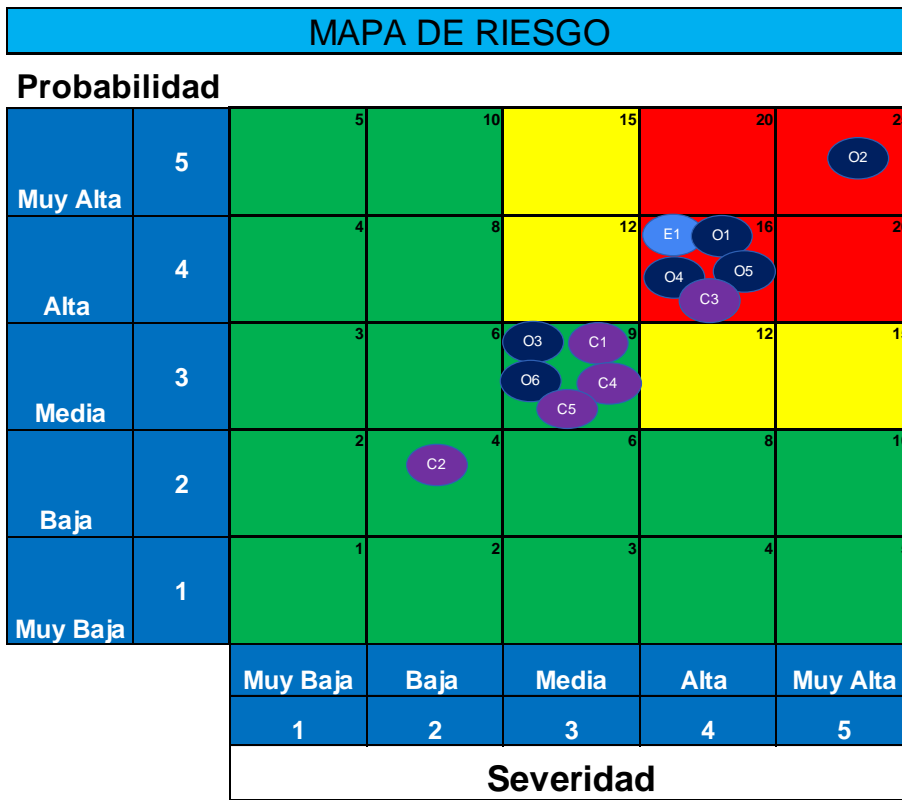 MAPA DE RIESGO
Probabilidad
Muy Alta 5 5 10 15 20 O2
Alta 4 4 8 12 E1 O1 16 O4 O5 C3
Media 3 3 6 O3 C1 9 O6 C4 C5 12
Baja 2 2 C2 4 6 8
Muy Baja 1 1 2 3 4
Muy Baja Baja Media Alta Muy Alta
1 2 3 4 5
Severidad